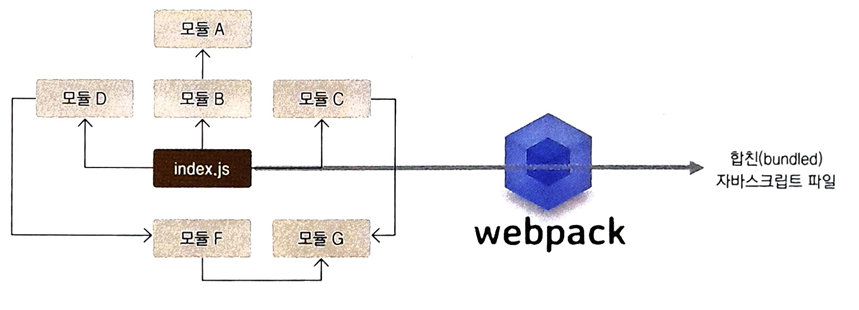 모듈 A
모듈 D
모듈 B
모듈 C
index.js
합친(bundled)
자바스크립트 파일
webpack
모듈 F
모듈 G